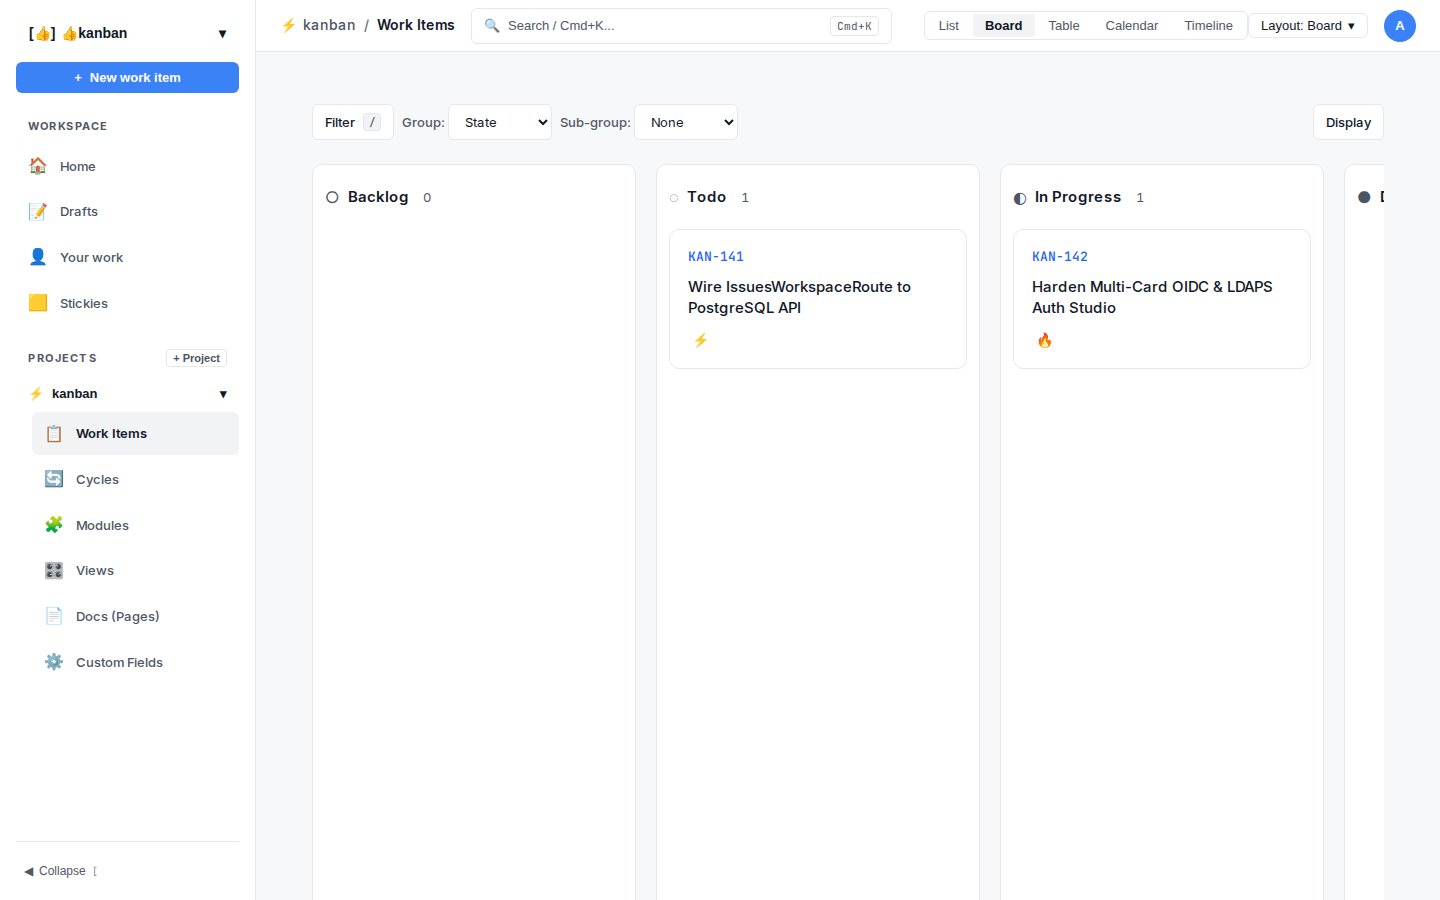 [👍] 👍kanban ▼
+ New work item
WORKSPACE
🏠 Home
📝 Drafts
👤 Your work
🟨 Stickies
PROJECTS + Project
⚡ kanban ▼
📋 Work Items
🔄 Cycles
🧩 Modules
🎛️ Views
📄 Docs (Pages)
⚙️ Custom Fields
◀ Collapse [
⚡ kanban / Work Items
🔍 Search / Cmd+K... Cmd+K
List Board Table Calendar Timeline
Layout: Board ▾
A
Filter /
Group: State
Sub-group: None
Display
Backlog 0
Todo 1
KAN-141
Wire IssuesWorkspaceRoute to
PostgreSQL API
⚡
In Progress 1
KAN-142
Harden Multi-Card OIDC & LDAPS
Auth Studio
🔥